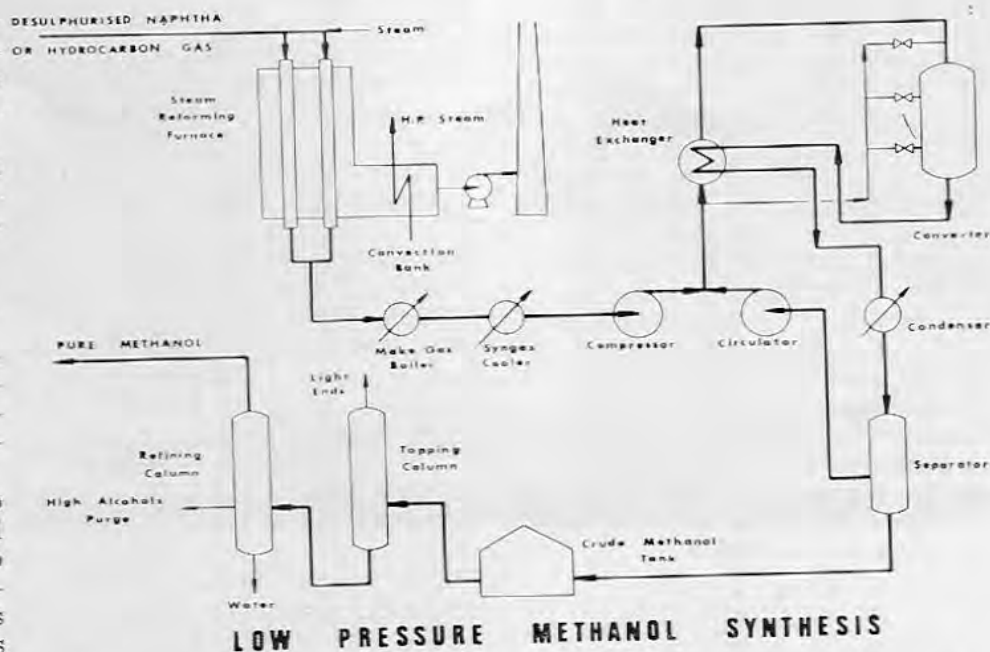 DESULPHURISED NAPHTHA
OR HYDROCARBON GAS
Steam
Steam
Reforming
Furnace
H.P. Steam
Heat
Exchanger
Convection
Bank
Converter
PURE METHANOL
Make Gas
Boiler
Syngas
Cooler
Compressor
Circulator
Condenser
Light
Ends
Refining
Column
Topping
Column
Separator
High Alcohols
Purge
Crude Methanol
Tank
Water
LOW PRESSURE METHANOL SYNTHESIS